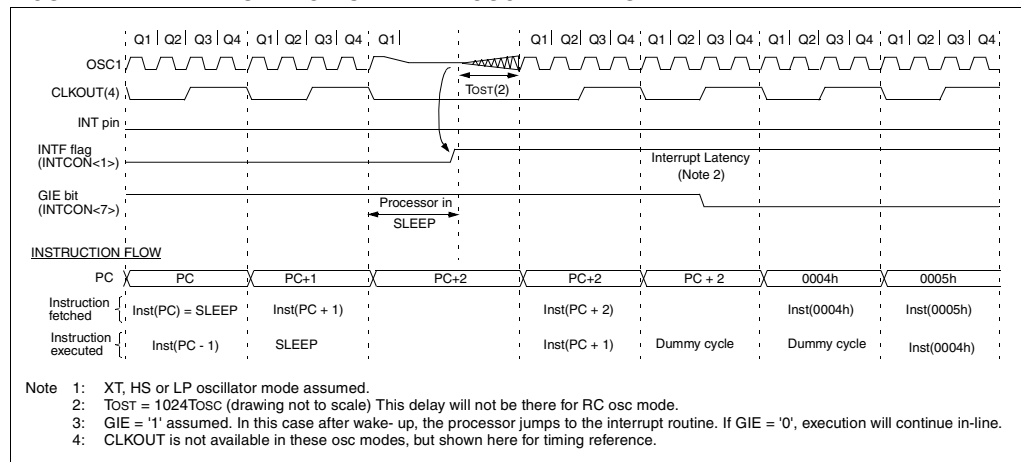 Q1 Q2 Q3 Q4 Q1 Q2 Q3 Q4 Q1 Q1 Q2 Q3 Q4 Q1 Q2 Q3 Q4 Q1 Q2 Q3 Q4 Q1 Q2 Q3 Q4
OSC1
TOST(2)
CLKOUT(4)
INT pin
INTF flag
(INTCON<1>)
Interrupt Latency
(Note 2)
GIE bit
(INTCON<7>)
Processor in
SLEEP
INSTRUCTION FLOW
PC PC PC+1 PC+2 PC+2 PC + 2 0004h 0005h
Instruction
fetched
Inst(PC) = SLEEP Inst(PC + 1) Inst(PC + 2) Inst(0004h) Inst(0005h)
Instruction
executed
Inst(PC - 1) SLEEP Inst(PC + 1) Dummy cycle Dummy cycle Inst(0004h)
Note 1: XT, HS or LP oscillator mode assumed.
2: TOST = 1024TOSC (drawing not to scale) This delay will not be there for RC osc mode.
3: GIE = '1' assumed. In this case after wake- up, the processor jumps to the interrupt routine. If GIE = '0', execution will continue in-line.
4: CLKOUT is not available in these osc modes, but shown here for timing reference.